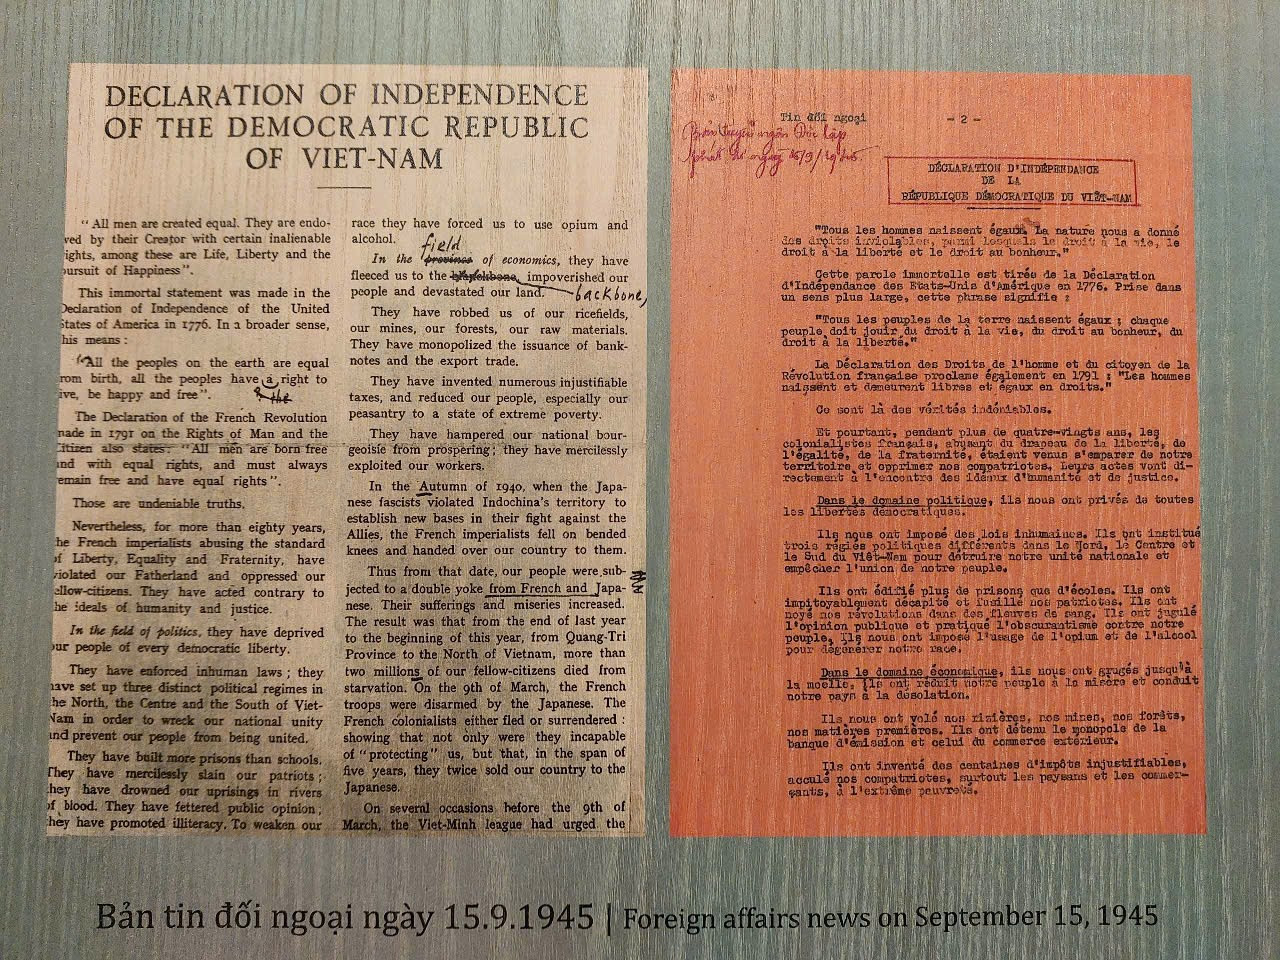 DECLARATION OF INDEPENDENCE
OF THE DEMOCRATIC REPUBLIC
OF VIET-NAM
"All men are created equal. They are endo-
ved by their Creator with certain inalienable
ights, among these are Life, Liberty and the
ursuit of Happiness".
This immortal statement was made in the
Declaration of Independence of the United
States of America in 1776. In a broader sense,
his means :
"All the peoples on the earth are equal
rom birth, all the peoples have a right to
the
ive, be happy and free".
The Declaration of the French Revolution
made in 1791 on the Rights of Man and the
Citizen also states: "All men are born free
and with equal rights, and must always
remain free and have equal rights".
Those are undeniable truths.
Nevertheless, for more than eighty years,
the French imperialists abusing the standard
of Liberty, Equality and Fraternity, have
violated our Fatherland and oppressed our
ellow-citizens. They have acted contrary to
he ideals of humanity and justice.
In the field of politics, they have deprived
our people of every democratic liberty.
They have enforced inhuman laws ; they
have set up three distinct political regimes in
he North, the Centre and the South of Viet-
Nam in order to wreck our national unity
and prevent our people from being united.
They have built more prisons than schools.
They have mercilessly slain our patriots ;
they have drowned our uprisings in rivers
of blood. They have fettered public opinion ;
they have promoted illiteracy. To weaken our
race they have forced us to use opium and
alcohol.
field
In the province of economics, they have
fleeced us to the impoverished our
people and devastated our land.
backbone,
They have robbed us of our ricefields,
our mines, our forests, our raw materials.
They have monopolized the issuance of bank-
notes and the export trade.
They have invented numerous injustifiable
taxes, and reduced our people, especially our
peasantry to a state of extreme poverty.
They have hampered our national bour-
geoisie from prospering ; they have mercilessly
exploited our workers.
In the Autumn of 1940, when the Japa-
nese fascists violated Indochina's territory to
establish new bases in their fight against the
Allies, the French imperialists fell on bended
knees and handed over our country to them.
Thus from that date, our people were sub-
jected to a double yoke from French and Japa-
nese. Their sufferings and miseries increased.
The result was that from the end of last year
to the beginning of this year, from Quang-Tri
Province to the North of Vietnam, more than
two millions of our fellow-citizens died from
starvation. On the 9th of March, the French
troops were disarmed by the Japanese. The
French colonialists either fled or surrendered :
showing that not only were they incapable
of "protecting" us, but that, in the span of
five years, they twice sold our country to the
Japanese.
On several occasions before the 9th of
March, the Viet-Minh league had urged the
Tin đối ngoại - 2 -
Bản tuyên ngôn Độc lập
DÉCLARATION D'INDÉPENDANCE
DE LA
RÉPUBLIQUE DÉMOCRATIQUE DU VIÊT-NAM
"Tous les hommes naissent égaux. La nature nous a donné
des droits inviolables, parmi lesquels le droit à la vie, le
droit à la liberté et le droit au bonheur."
Cette parole immortelle est tirée de la Déclaration
d'Indépendance des Etats-Unis d'Amérique en 1776. Prise dans
un sens plus large, cette phrase signifie :
"Tous les peuples de la terre naissent égaux ; chaque
peuple doit jouir du droit à la vie, du droit au bonheur, du
droit à la liberté."
La Déclaration des Droits de l'homme et du citoyen de la
Révolution française proclame également en 1791 : "Les hommes
naissent et demeurent libres et égaux en droits."
Ce sont là des vérités indéniables.
Et pourtant, pendant plus de quatre-vingts ans, les
colonialistes français, abusant du drapeau de la liberté, de
l'égalité, de la fraternité, étaient venus s'emparer de notre
territoire et opprimer nos compatriotes. Leurs actes vont di-
rectement à l'encontre des idéaux d'humanité et de justice.
Dans le domaine politique, ils nous ont privés de toutes
les libertés démocratiques.
Ils nous ont imposé des lois inhumaines. Ils ont institué
trois régies politiques différents dans le Nord, le Centre et
le Sud du Viêt-Nam pour détruire notre unité nationale et
empêcher l'union de notre peuple.
Ils ont édifié plus de prisons que d'écoles. Ils ont
impitoyablement décapité et fusillé nos patriotes. Ils ont
noyé nos révolutions dans des fleuves de sang. Ils ont jugulé
l'opinion publique et pratiqué l'obscurantisme contre notre
peuple. Ils nous ont imposé l'usage de l'opium et de l'alcool
pour dégénérer notre race.
Dans le domaine économique, ils nous ont grugés jusqu'à
la moelle, ils ont réduit notre peuple à la misère et conduit
notre pays à la désolation.
Ils nous ont volé nos rizières, nos mines, nos forêts,
nos matières premières. Ils ont détenu le monopole de la
banque d'émission et celui du commerce extérieur.
Ils ont inventé des centaines d'impôts injustifiables,
acculé nos compatriotes, surtout les paysans et les commer-
çants, à l'extrême pauvreté.
Bản tin đối ngoại ngày 15.9.1945 | Foreign affairs news on September 15, 1945